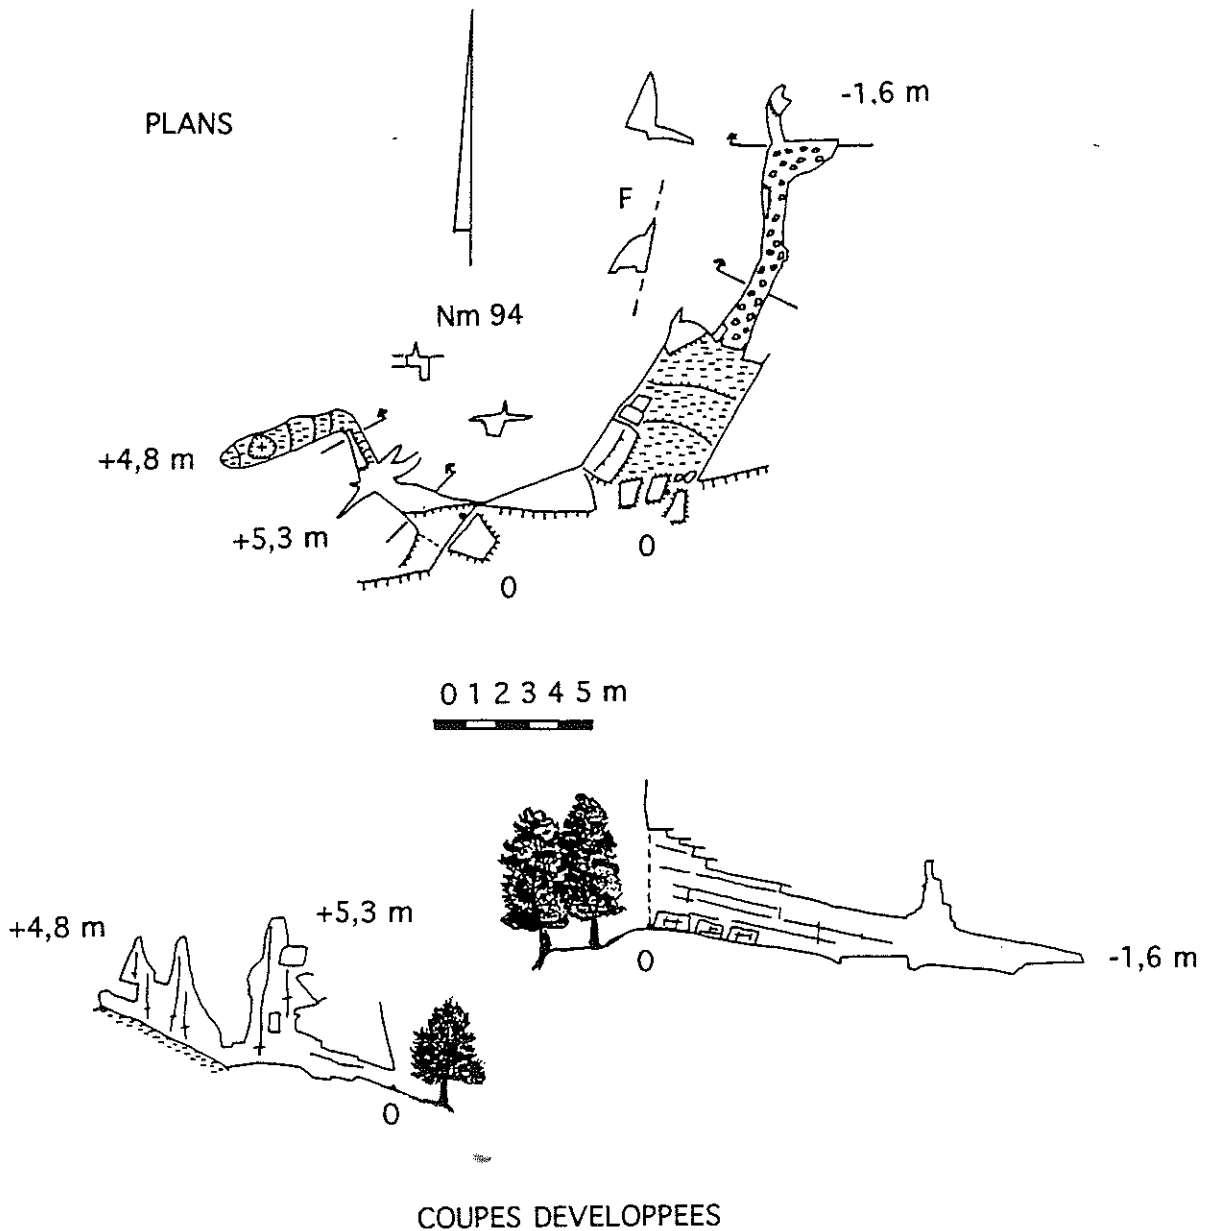 -1,6 m
PLANS
F
Nm 94
+4,8 m
+5,3 m
0
0
0 1 2 3 4 5 m
+4,8 m
+5,3 m
0
-1,6 m
0
COUPES DEVELOPPEES